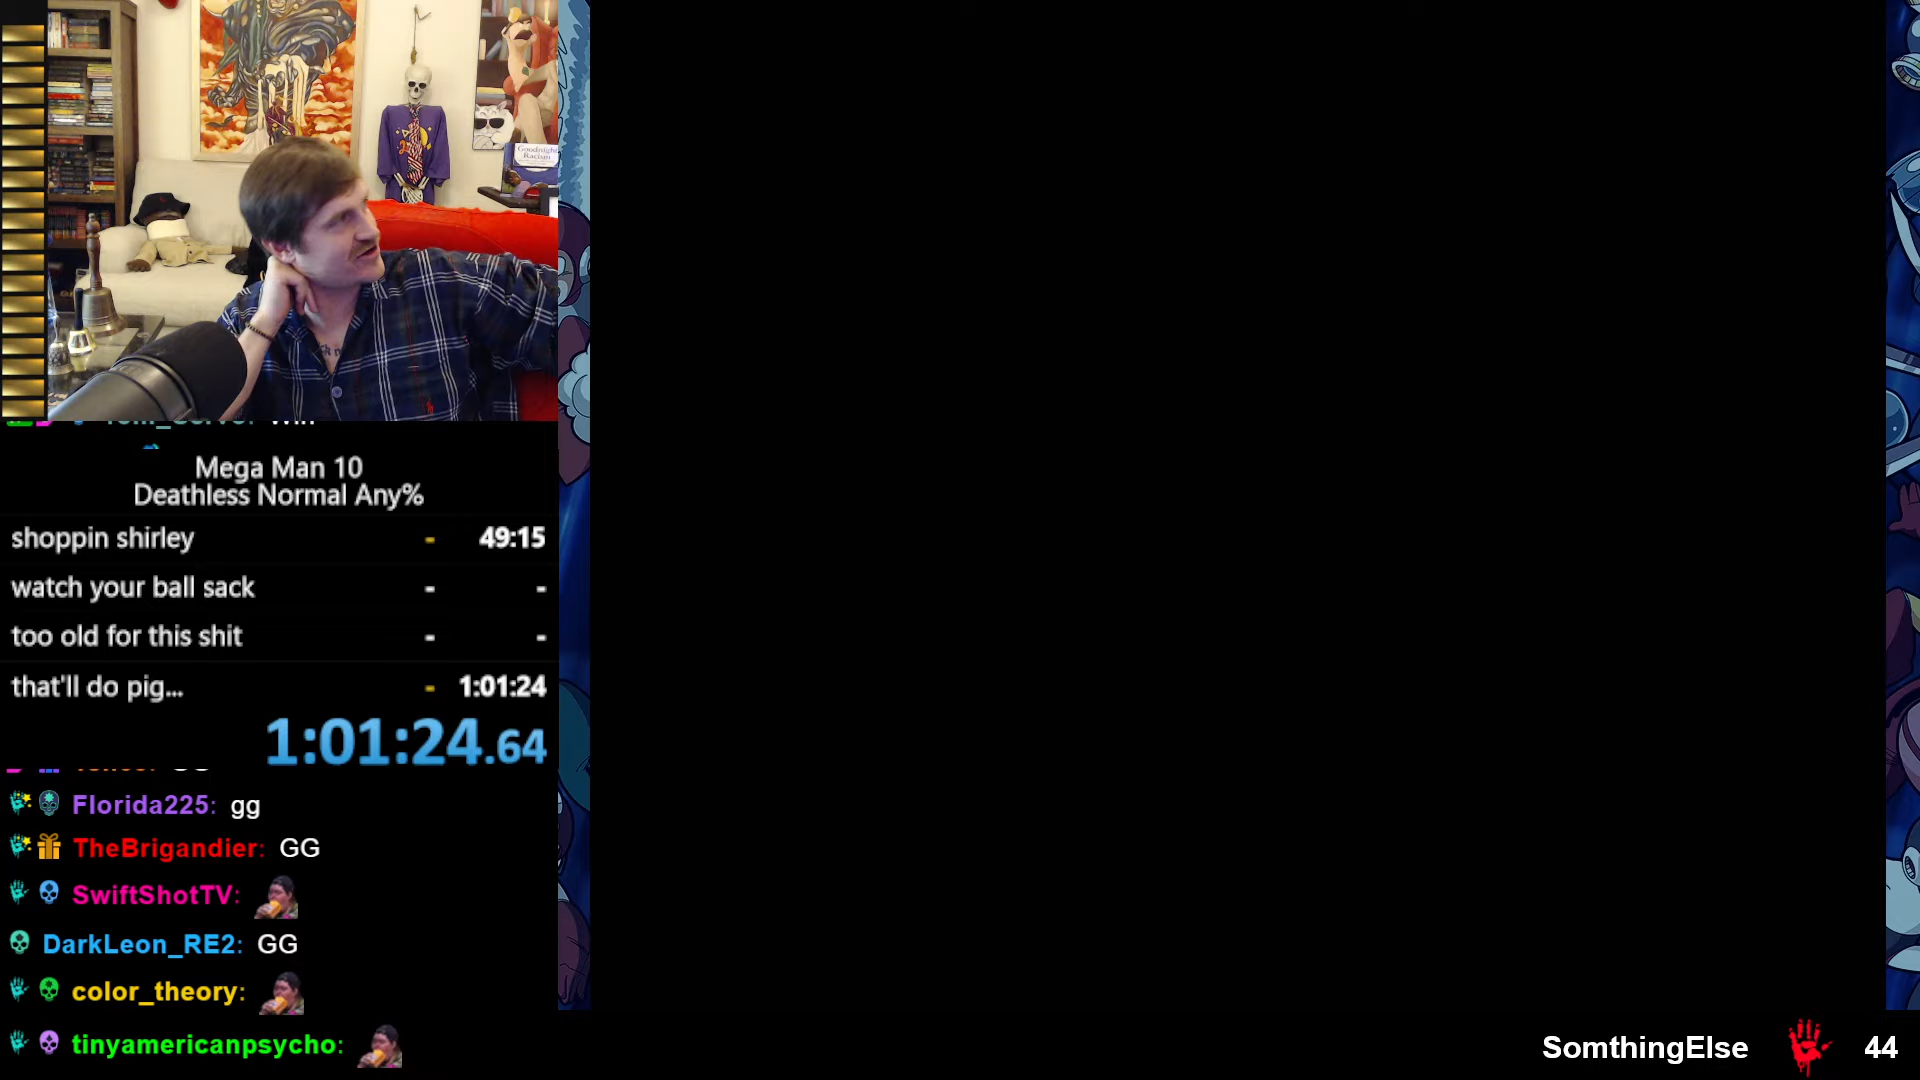 Goodnight
Racism
Mega Man 10
Deathless Normal Any%
shoppin shirley - 49:15
watch your ball sack - -
too old for this shit - -
that'll do pig... - 1:01:24
1:01:24.64
Florida225: gg
TheBrigandier: GG
SwiftShotTV:
DarkLeon_RE2: GG
color_theory:
tinyamericanpsycho:
SomthingElse 44